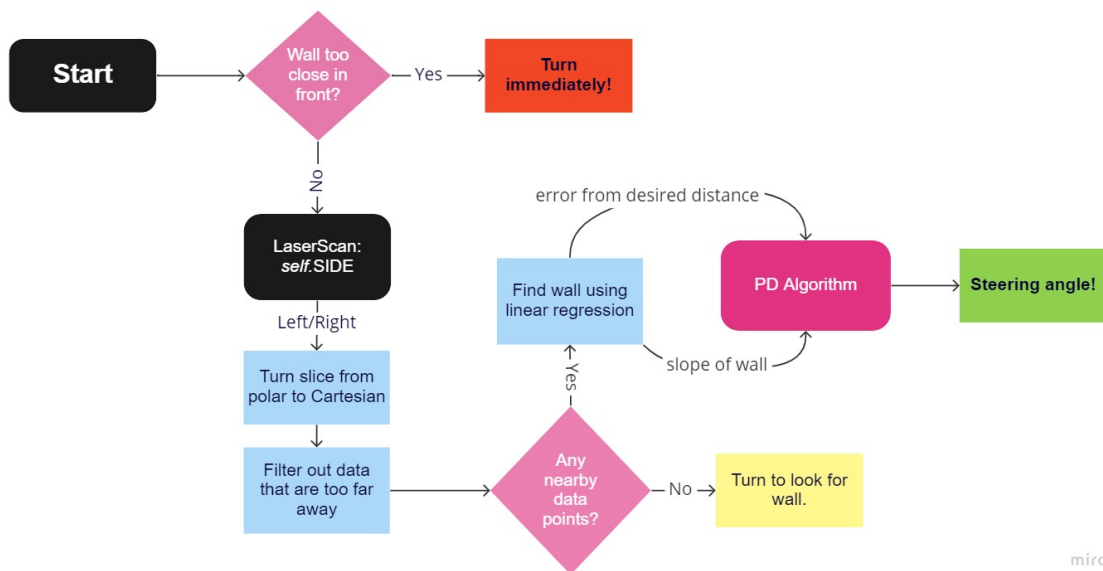 Start
Wall too
close in
front?
Yes
Turn
immediately!
No
LaserScan:
self.SIDE
Left/Right
Turn slice from
polar to Cartesian
Filter out data
that are too far
away
Any
nearby
data
points?
No
Turn to look for
wall.
Yes
Find wall using
linear regression
error from desired distance
slope of wall
PD Algorithm
Steering angle!